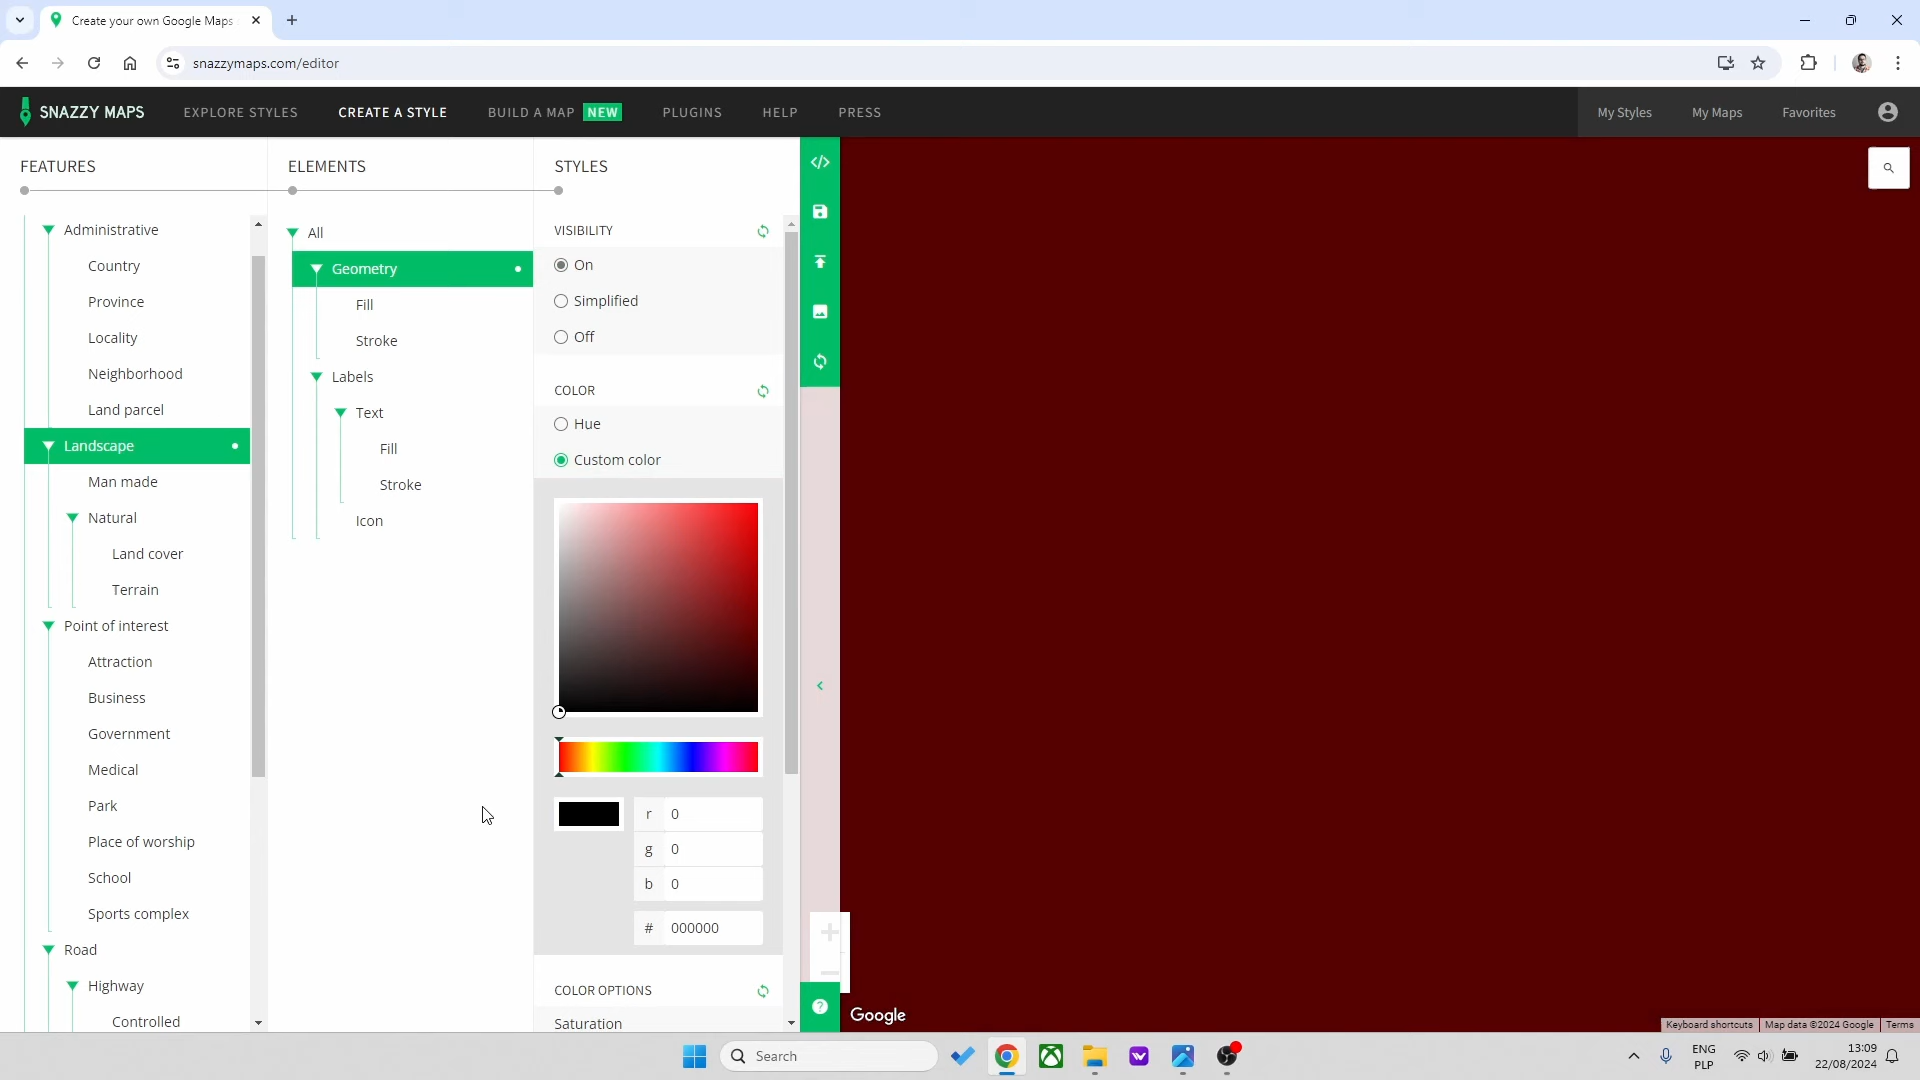 Create your own Google Maps
snazzymaps.com/editor
SNAZZY MAPS
EXPLORE STYLES
CREATE A STYLE
BUILD A MAP NEW
PLUGINS
HELP
PRESS
My Styles
My Maps
Favorites
FEATURES
Administrative
Country
Province
Locality
Neighborhood
Land parcel
Landscape
Man made
Natural
Land cover
Terrain
Point of interest
Attraction
Business
Government
Medical
Park
Place of worship
School
Sports complex
Road
Highway
Controlled
ELEMENTS
All
Geometry
Fill
Stroke
Labels
Text
Fill
Stroke
Icon
STYLES
VISIBILITY
On
Simplified
Off
COLOR
Hue
Custom color
r 0
g 0
b 0
# 000000
COLOR OPTIONS
Saturation
Google
Keyboard shortcuts
Map data ©2024 Google
Terms
Search
ENG
PLP
13:09
22/08/2024